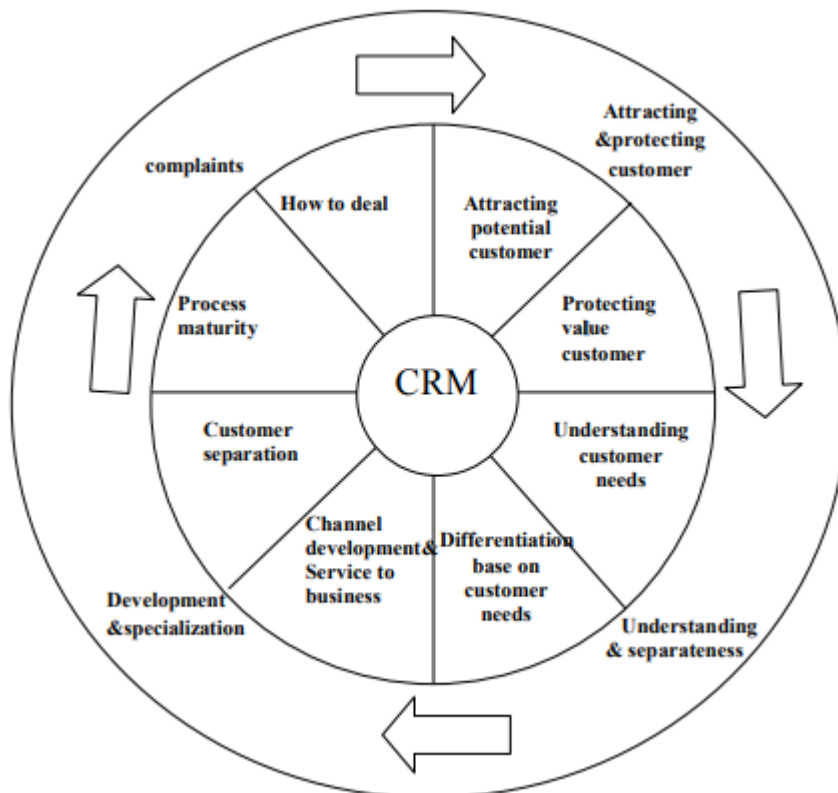 Attracting
&protecting
customer
complaints
How to deal
Attracting
potential
customer
Process
maturity
Protecting
value
customer
CRM
Customer
separation
Understanding
customer
needs
Channel
development&
Service to
business
Differentiation
base on
customer
needs
Development
&specialization
Understanding
& separateness